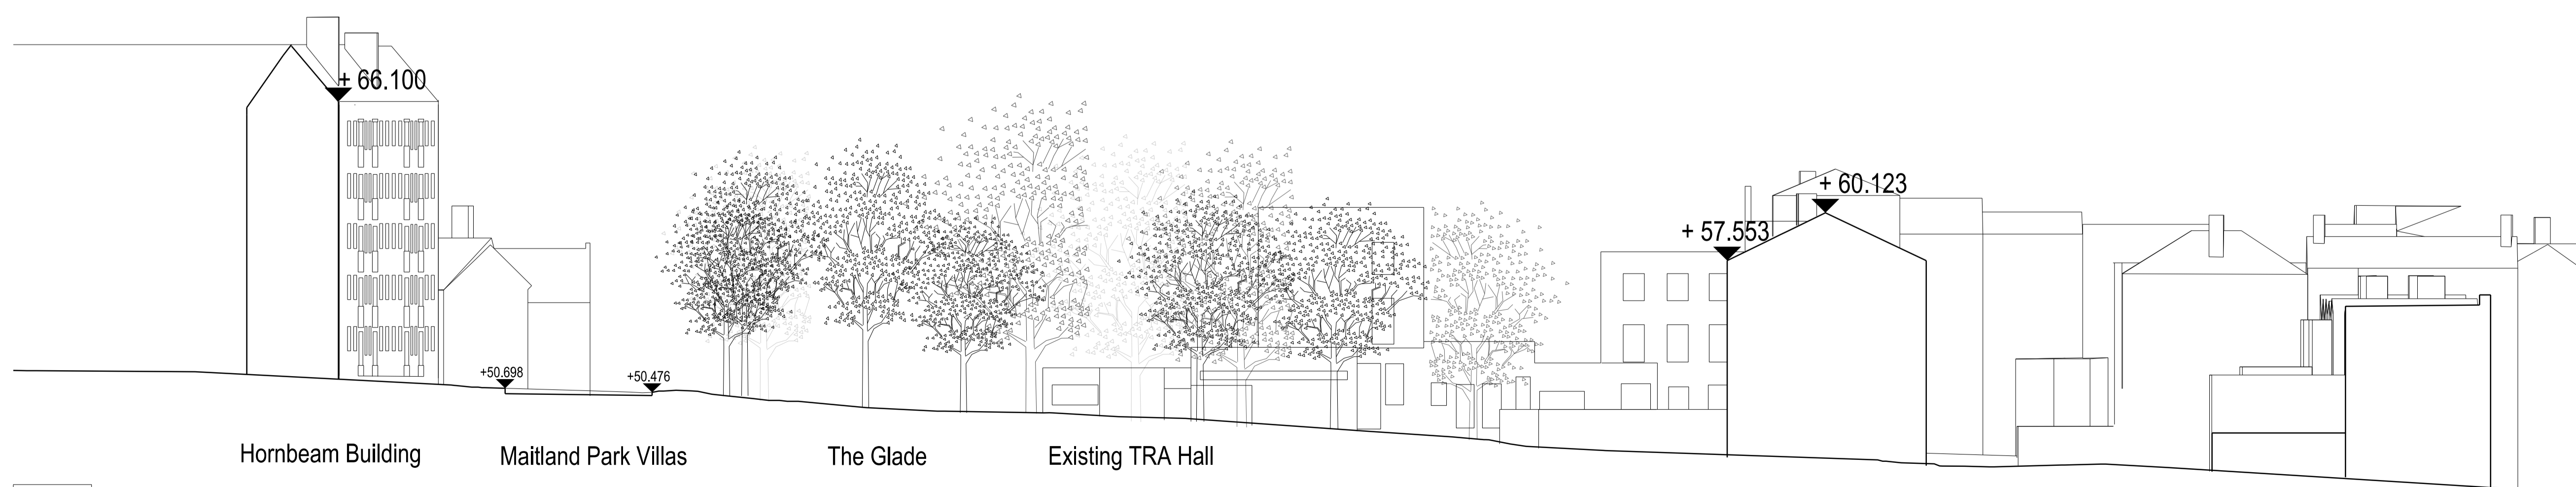 + 66.100
+ 60.123
+ 57.553
+50.698
+50.476
Hornbeam Building
Maitland Park Villas
The Glade
Existing TRA Hall